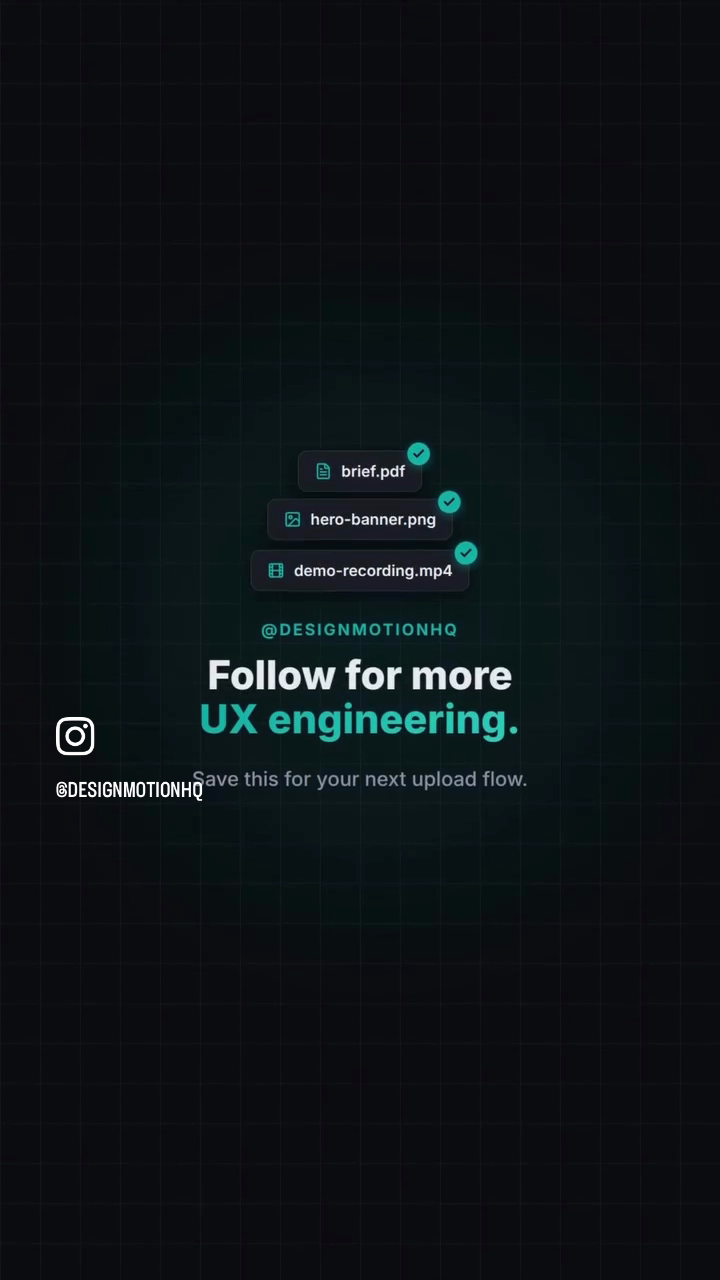 brief.pdf
hero-banner.png
demo-recording.mp4
@DESIGNMOTIONHQ
Follow for more
UX engineering.
Save this for your next upload flow.
@DESIGNMOTIONHQ